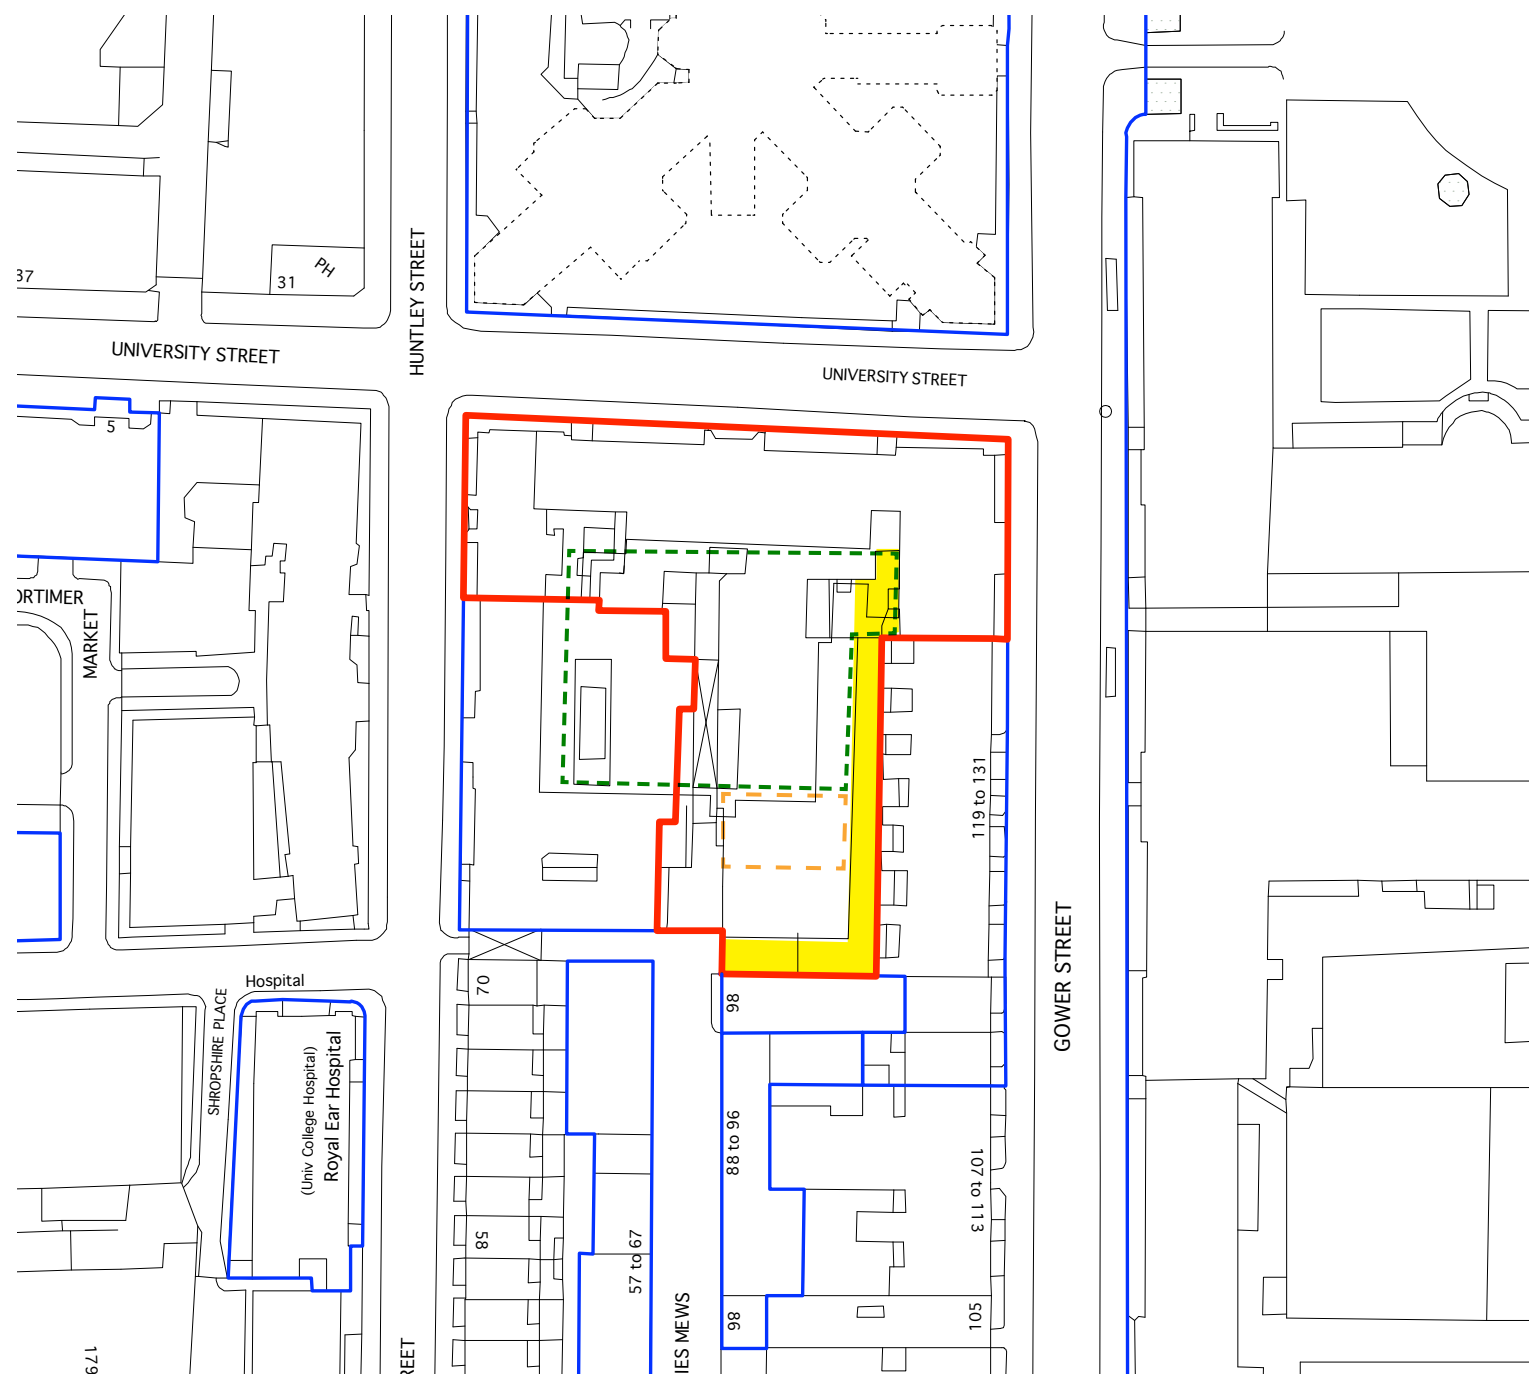 37
31
PH
HUNTLEY STREET
UNIVERSITY STREET
UNIVERSITY STREET
5
ORTIMER
MARKET
119 to 131
GOWER STREET
Hospital
SHROPSHIRE PLACE
(Univ College Hospital)
Royal Ear Hospital
70
98
88 to 96
107 to 113
58
57 to 67
98
105
IES MEWS
REET
179